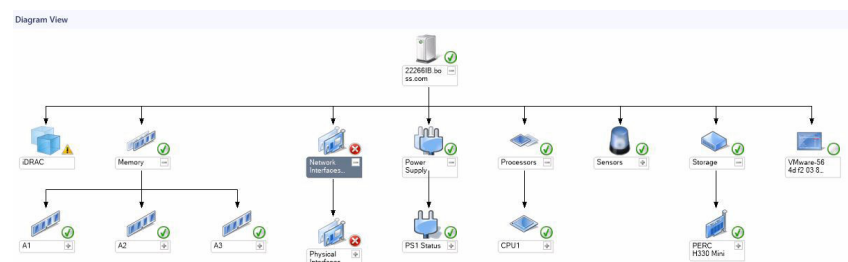 Diagram View
22266IB.bo
ss.com
iDRAC
Memory
Network
Interfaces...
Power
Supply
Processors
Sensors
Storage
VMware-56
4d f2 03 8...
A1
A2
A3
Physical
Interfaces
PS1 Status
CPU1
PERC
H330 Mini